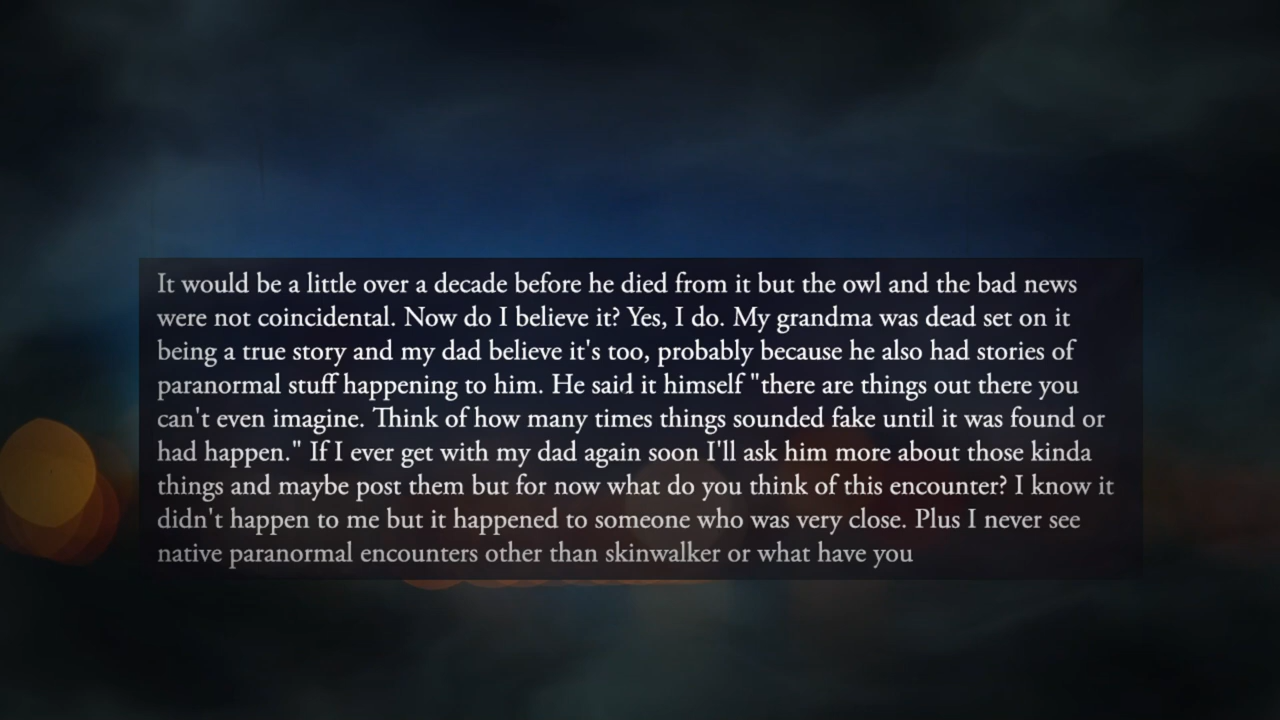 It would be a little over a decade before he died from it but the owl and the bad news
were not coincidental. Now do I believe it? Yes, I do. My grandma was dead set on it
being a true story and my dad believe it's too, probably because he also had stories of
paranormal stuff happening to him. He said it himself "there are things out there you
can't even imagine. Think of how many times things sounded fake until it was found or
had happen." If I ever get with my dad again soon I'll ask him more about those kinda
things and maybe post them but for now what do you think of this encounter? I know it
didn't happen to me but it happened to someone who was very close. Plus I never see
native paranormal encounters other than skinwalker or what have you